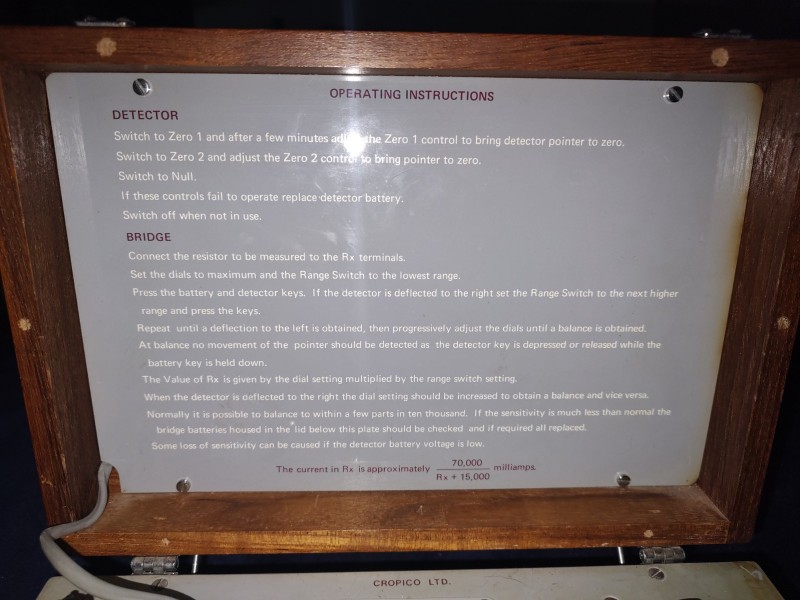 OPERATING INSTRUCTIONS
DETECTOR
Switch to Zero 1 and after a few minutes the Zero 1 control to bring detector pointer to zero.
Switch to Zero 2 and adjust the Zero 2 control to bring pointer to zero.
Switch to Null.
If these controls fail to operate replace detector battery.
Switch off when not in use.
BRIDGE
Connect the resistor to be measured to the Rx terminals.
Set the dials to maximum and the Range Switch to the lowest range.
Press the battery and detector keys. If the detector is deflected to the right set the Range Switch to the next higher
range and press the keys.
Repeat until a deflection to the left is obtained, then progressively adjust the dials until a balance is obtained.
At balance no movement of the pointer should be detected as the detector key is depressed or released while the
battery key is held down.
The Value of Rx is given by the dial setting multiplied by the range switch setting.
When the detector is deflected to the right the dial setting should be increased to obtain a balance and vice versa.
Normally it is possible to balance to within a few parts in ten thousand. If the sensitivity is much less than normal the
bridge batteries housed in the lid below this plate should be checked and if required all replaced.
Some loss of sensitivity can be caused if the detector battery voltage is low.
The current in Rx is approximately 70,000 milliamps.
Rx + 15,000
CROPICO LTD.